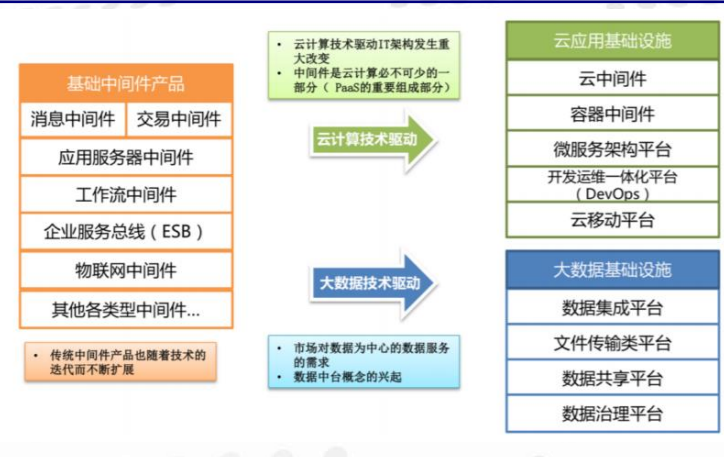 基础中间件产品
消息中间件 交易中间件
应用服务器中间件
工作流中间件
企业服务总线（ESB）
物联网中间件
其他各类型中间件...
• 传统中间件产品也随着技术的
迭代而不断扩展
• 云计算技术驱动IT架构发生重
大改变
• 中间件是云计算必不可少的一
部分（ PaaS的重要组成部分）
云计算技术驱动
大数据技术驱动
• 市场对数据为中心的数据服务
的需求
• 数据中台概念的兴起
云应用基础设施
云中间件
容器中间件
微服务架构平台
开发运维一体化平台
（DevOps）
云移动平台
大数据基础设施
数据集成平台
文件传输类平台
数据共享平台
数据治理平台